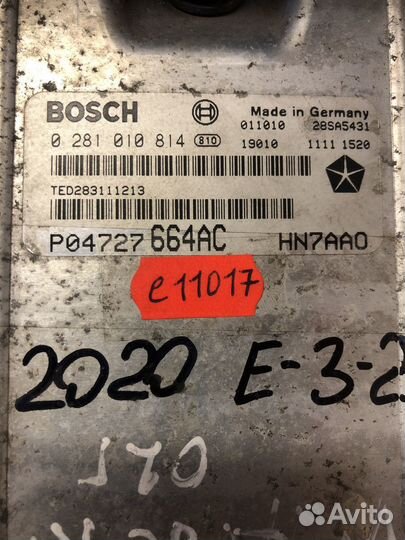 BOSCH Made in Germany
011010 28SA5431
0 281 010 814 810 19010 1111 1520
TED283111213
P04727 664AC HN7AA0
e11017
2020 E-3-2
Avito